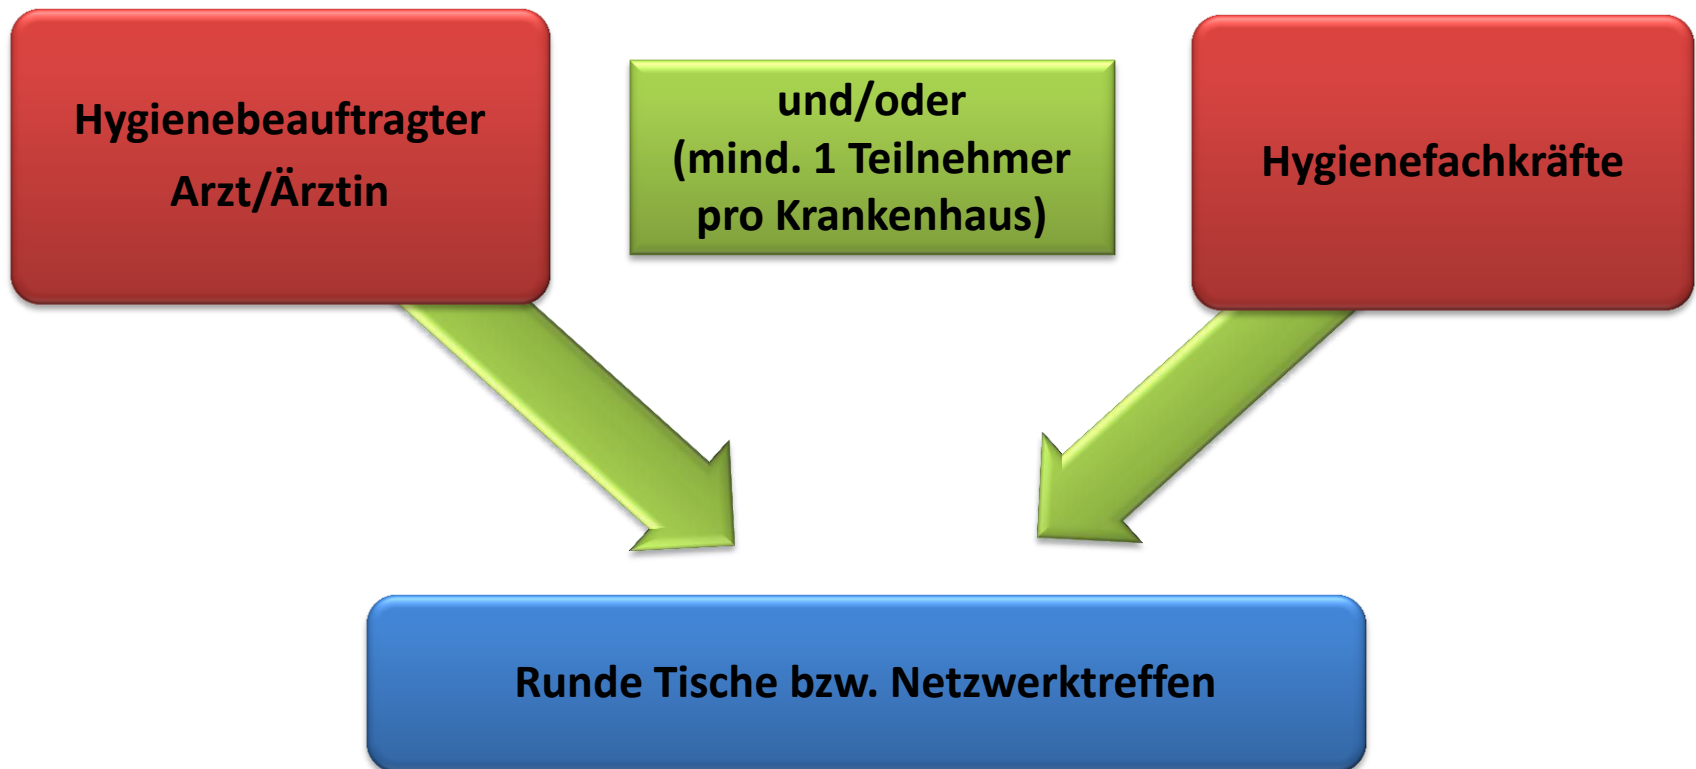 Hygienebeauftragter
Arzt/Ärztin
und/oder
(mind. 1 Teilnehmer
pro Krankenhaus)
Hygienefachkräfte
Runde Tische bzw. Netzwerktreffen